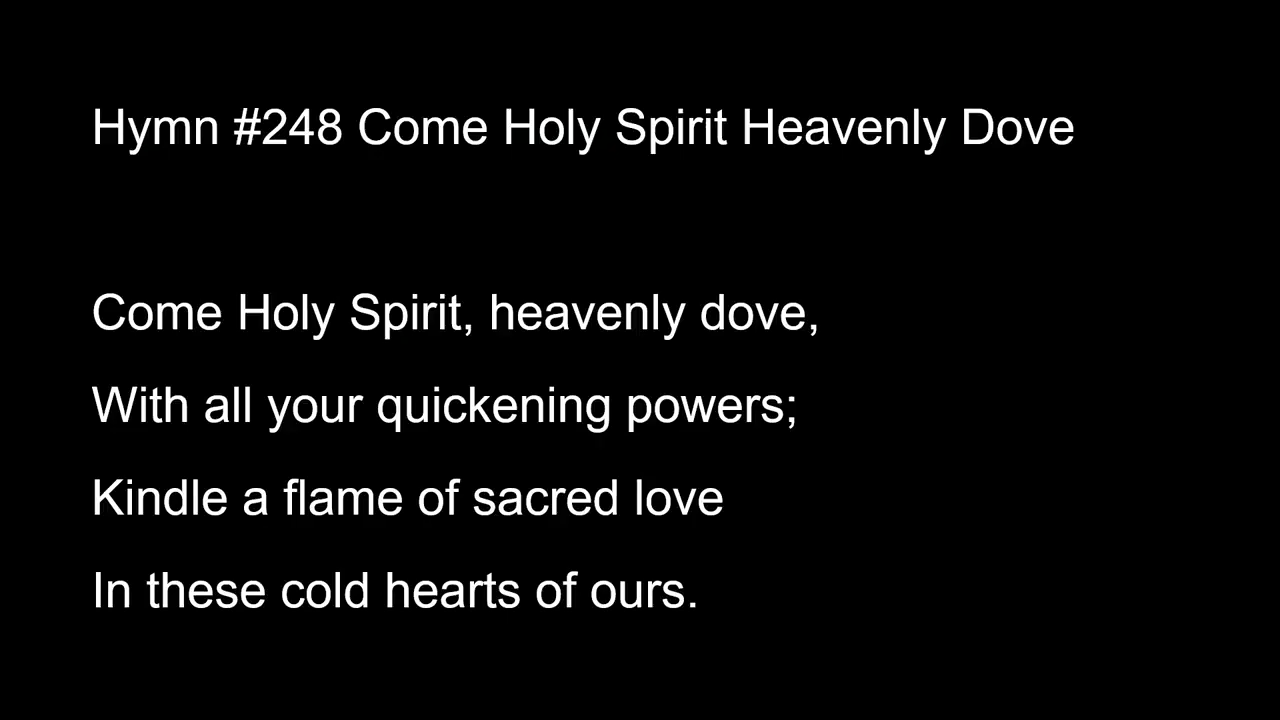 Hymn #248 Come Holy Spirit Heavenly Dove
Come Holy Spirit, heavenly dove,
With all your quickening powers;
Kindle a flame of sacred love
In these cold hearts of ours.